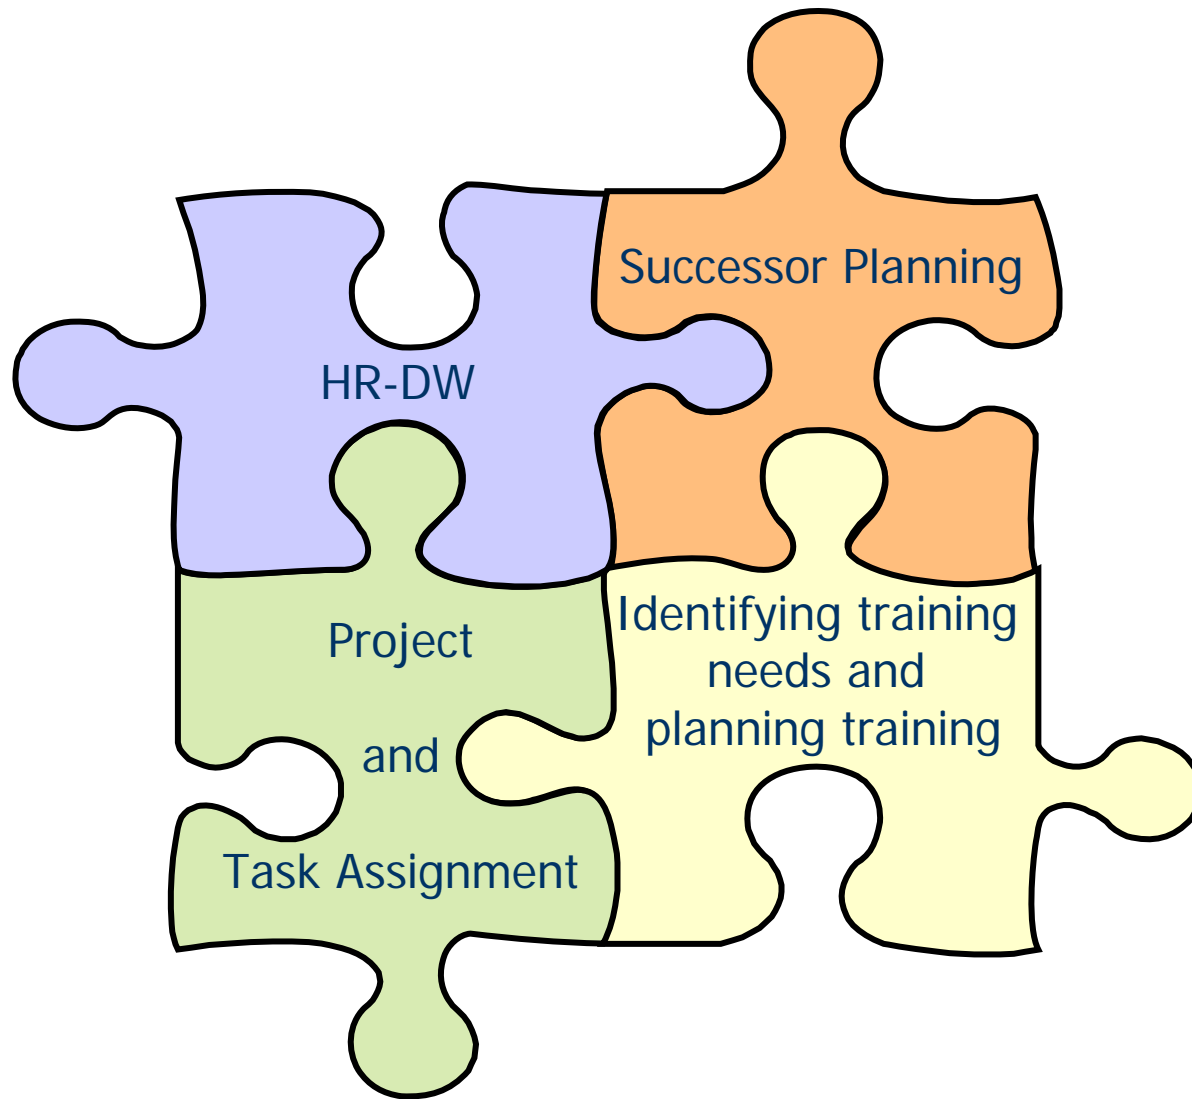 Successor Planning
HR-DW
Project
and
Task Assignment
Identifying training
needs and
planning training